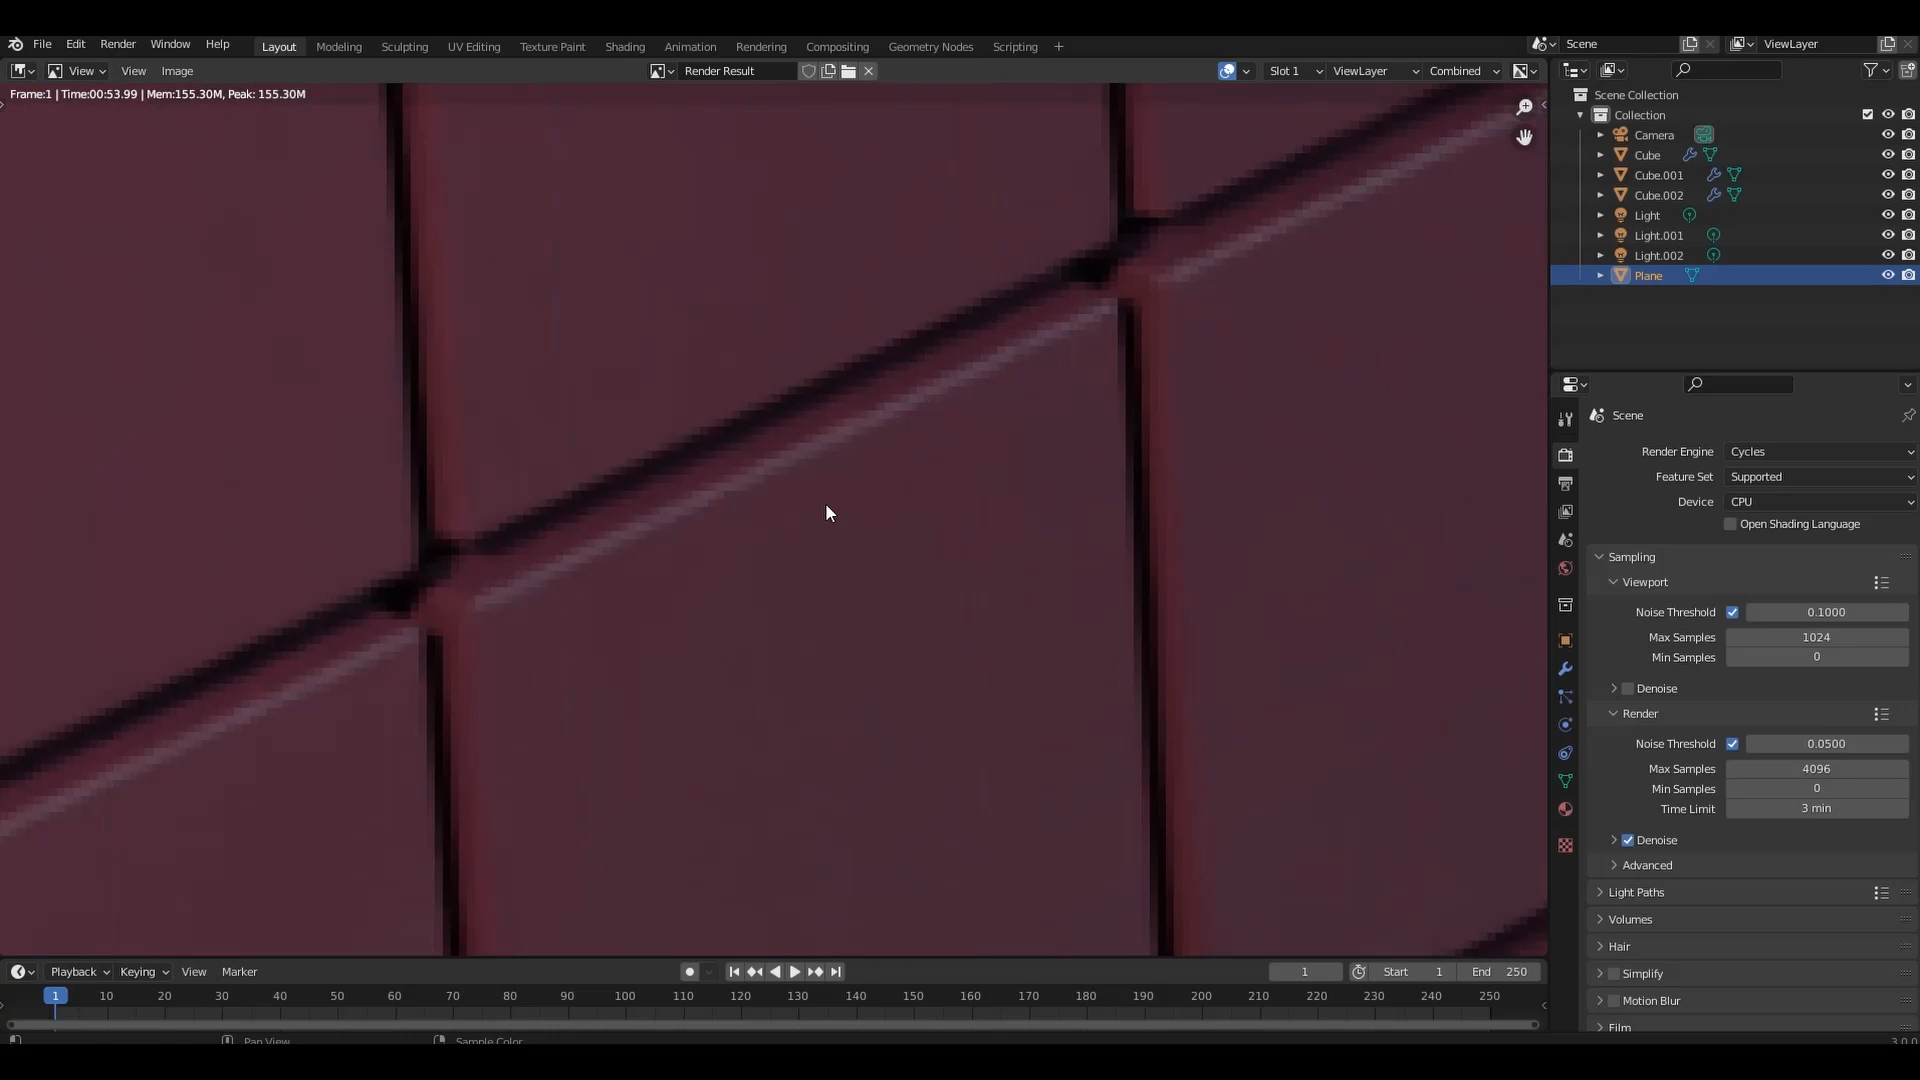 File Edit Render Window Help Layout Modeling Sculpting UV Editing Texture Paint Shading Animation Rendering Compositing Geometry Nodes Scripting + Scene ViewLayer
View View Image Render Result Slot 1 ViewLayer Combined
Frame:1 | Time:00:53.99 | Mem:155.30M, Peak: 155.30M
Scene Collection
Collection
Camera
Cube
Cube.001
Cube.002
Light
Light.001
Light.002
Plane
Scene
Render Engine Cycles
Feature Set Supported
Device CPU
Open Shading Language
Sampling
Viewport
Noise Threshold 0.1000
Max Samples 1024
Min Samples 0
Denoise
Render
Noise Threshold 0.0500
Max Samples 4096
Min Samples 0
Time Limit 3 min
Denoise
Advanced
Light Paths
Volumes
Hair
Simplify
Motion Blur
Film
Playback Keying View Marker 1 Start 1 End 250
1 10 20 30 40 50 60 70 80 90 100 110 120 130 140 150 160 170 180 190 200 210 220 230 240 250
Pan View Sample Color 3.0.0